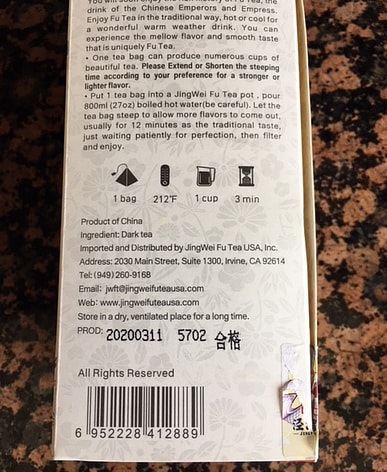 drink of the Chinese Emperors and Empress.
Enjoy Fu Tea in the traditional way, hot or cool for
a wonderful warm weather drink. You can
experience the mellow flavor and smooth taste
that is uniquely Fu Tea.
• One tea bag can produce numerous cups of
beautiful tea. Please Extend or Shorten the steeping
time according to your preference for a stronger or
lighter flavor.
• Put 1 tea bag into a JingWei Fu Tea pot , pour
800ml (27oz) boiled hot water(be careful). Let the
tea bag steep to allow more flavors to come out,
usually for 12 minutes as the traditional taste,
just waiting patiently for perfection, then filter
and enjoy.
1 bag 212°F 1 cup 3 min
Product of China
Ingredient: Dark tea
Imported and Distributed by JingWei Fu Tea USA, Inc.
Address: 2030 Main Street, Suite 1300, Irvine, CA 92614
Tel: (949) 260-9168
Email: jwft@jingweifuteausa.com
Web: www.jingweifuteausa.com
Store in a dry, ventilated place for a long time.
PROD: 20200311 5702 合格
All Rights Reserved
6 952228 412889